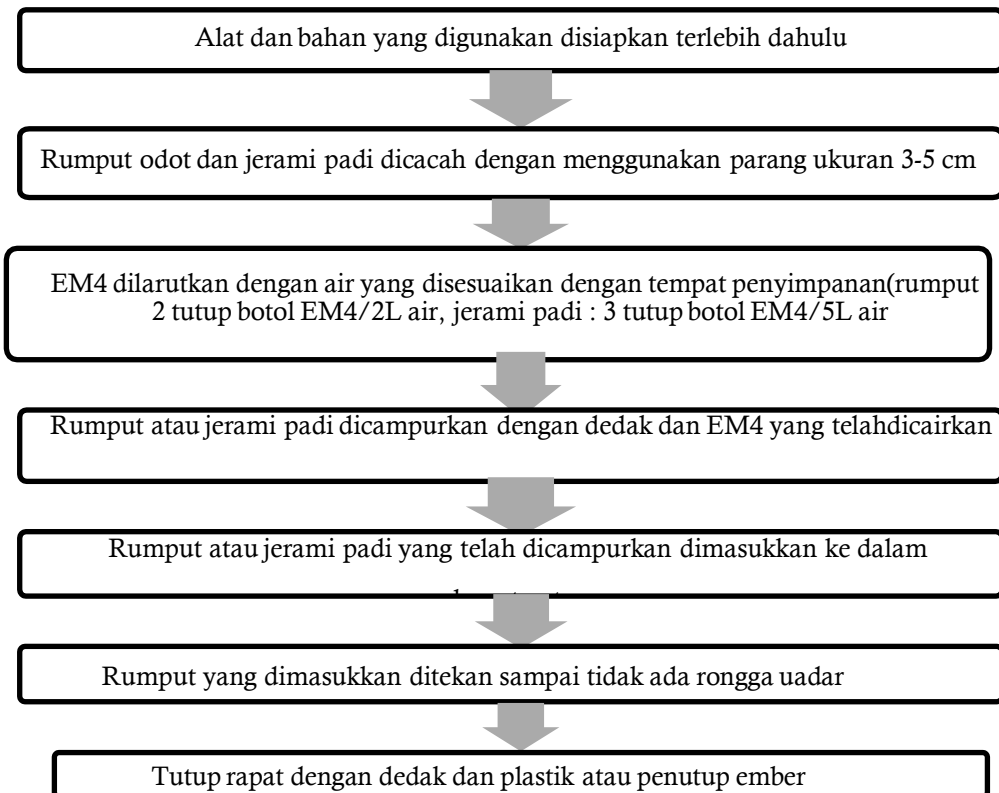 Alat dan bahan yang digunakan disiapkan terlebih dahulu
Rumput odot dan jerami padi dicacah dengan menggunakan parang ukuran 3-5 cm
EM4 dilarutkan dengan air yang disesuaikan dengan tempat penyimpanan(rumput
2 tutup botol EM4/2L air, jerami padi : 3 tutup botol EM4/5L air
Rumput atau jerami padi dicampurkan dengan dedak dan EM4 yang telahdicairkan
Rumput atau jerami padi yang telah dicampurkan dimasukkan ke dalam
Rumput yang dimasukkan ditekan sampai tidak ada rongga uadar
Tutup rapat dengan dedak dan plastik atau penutup ember